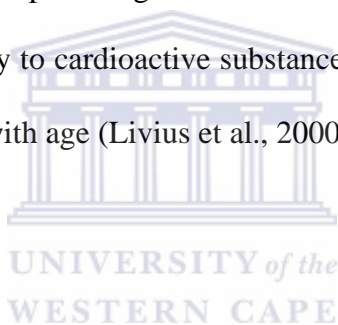 y to cardioactive substance
with age (Livius et al., 2000
UNIVERSITY of the
WESTERN CAPE